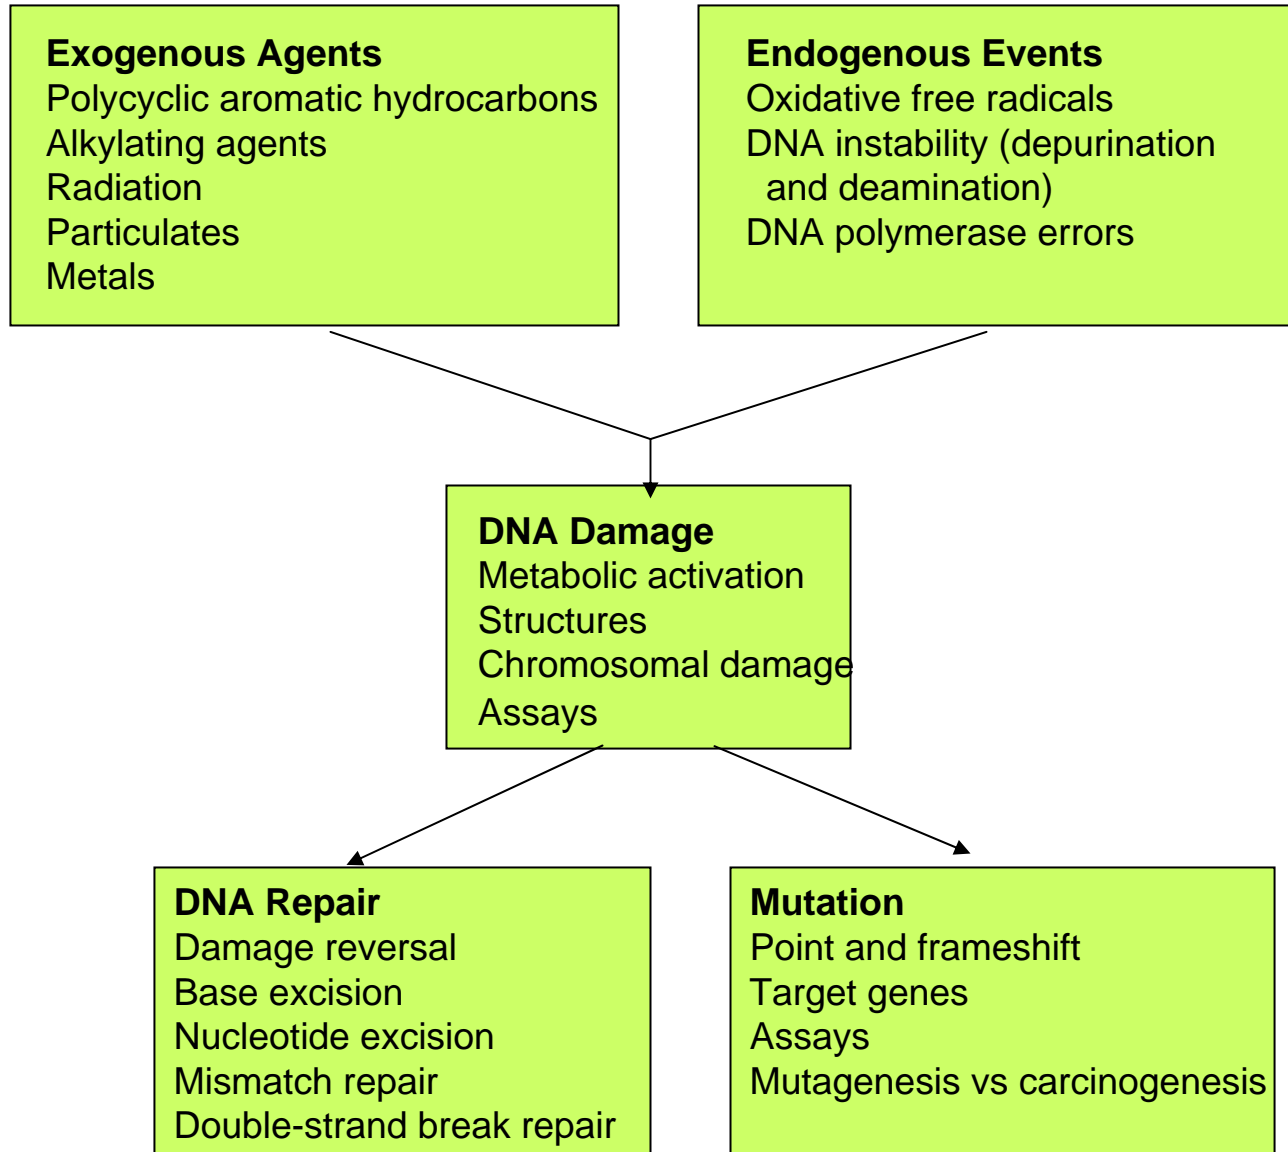 Exogenous Agents
Polycyclic aromatic hydrocarbons
Alkylating agents
Radiation
Particulates
Metals
Endogenous Events
Oxidative free radicals
DNA instability (depurination
and deamination)
DNA polymerase errors
DNA Damage
Metabolic activation
Structures
Chromosomal damage
Assays
DNA Repair
Damage reversal
Base excision
Nucleotide excision
Mismatch repair
Double-strand break repair
Mutation
Point and frameshift
Target genes
Assays
Mutagenesis vs carcinogenesis